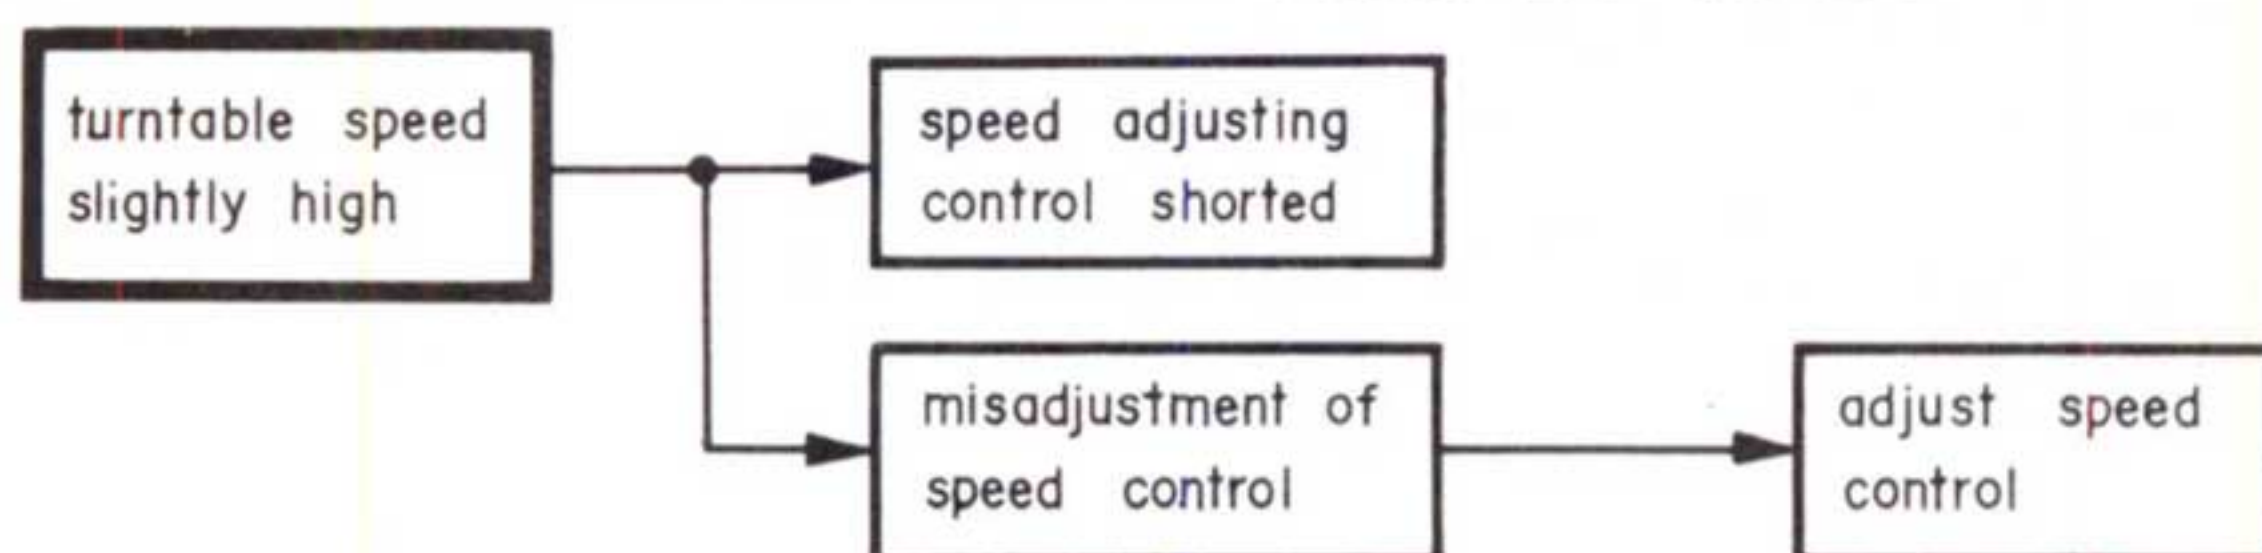 turntable speed
slightly high
speed adjusting
control shorted
misadjustment of
speed control
adjust speed
control